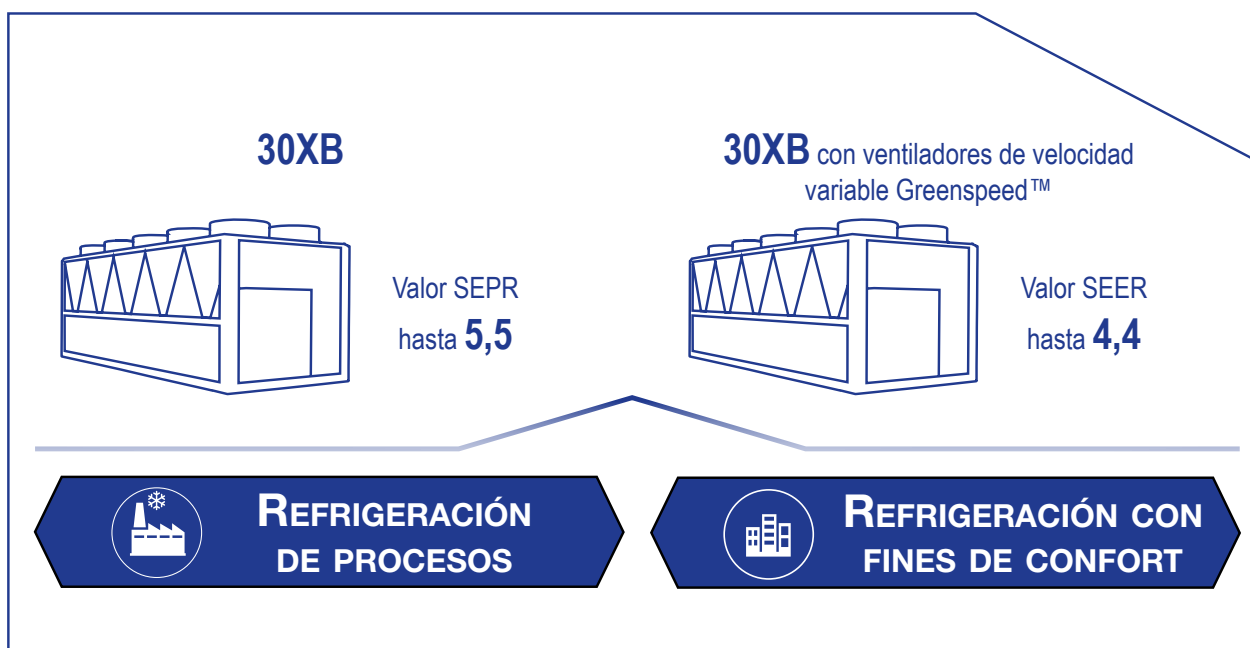 30XB
Valor SEPR
hasta 5,5
30XB con ventiladores de velocidad
variable Greenspeed™
Valor SEER
hasta 4,4
REFRIGERACIÓN
DE PROCESOS
REFRIGERACIÓN CON
FINES DE CONFORT